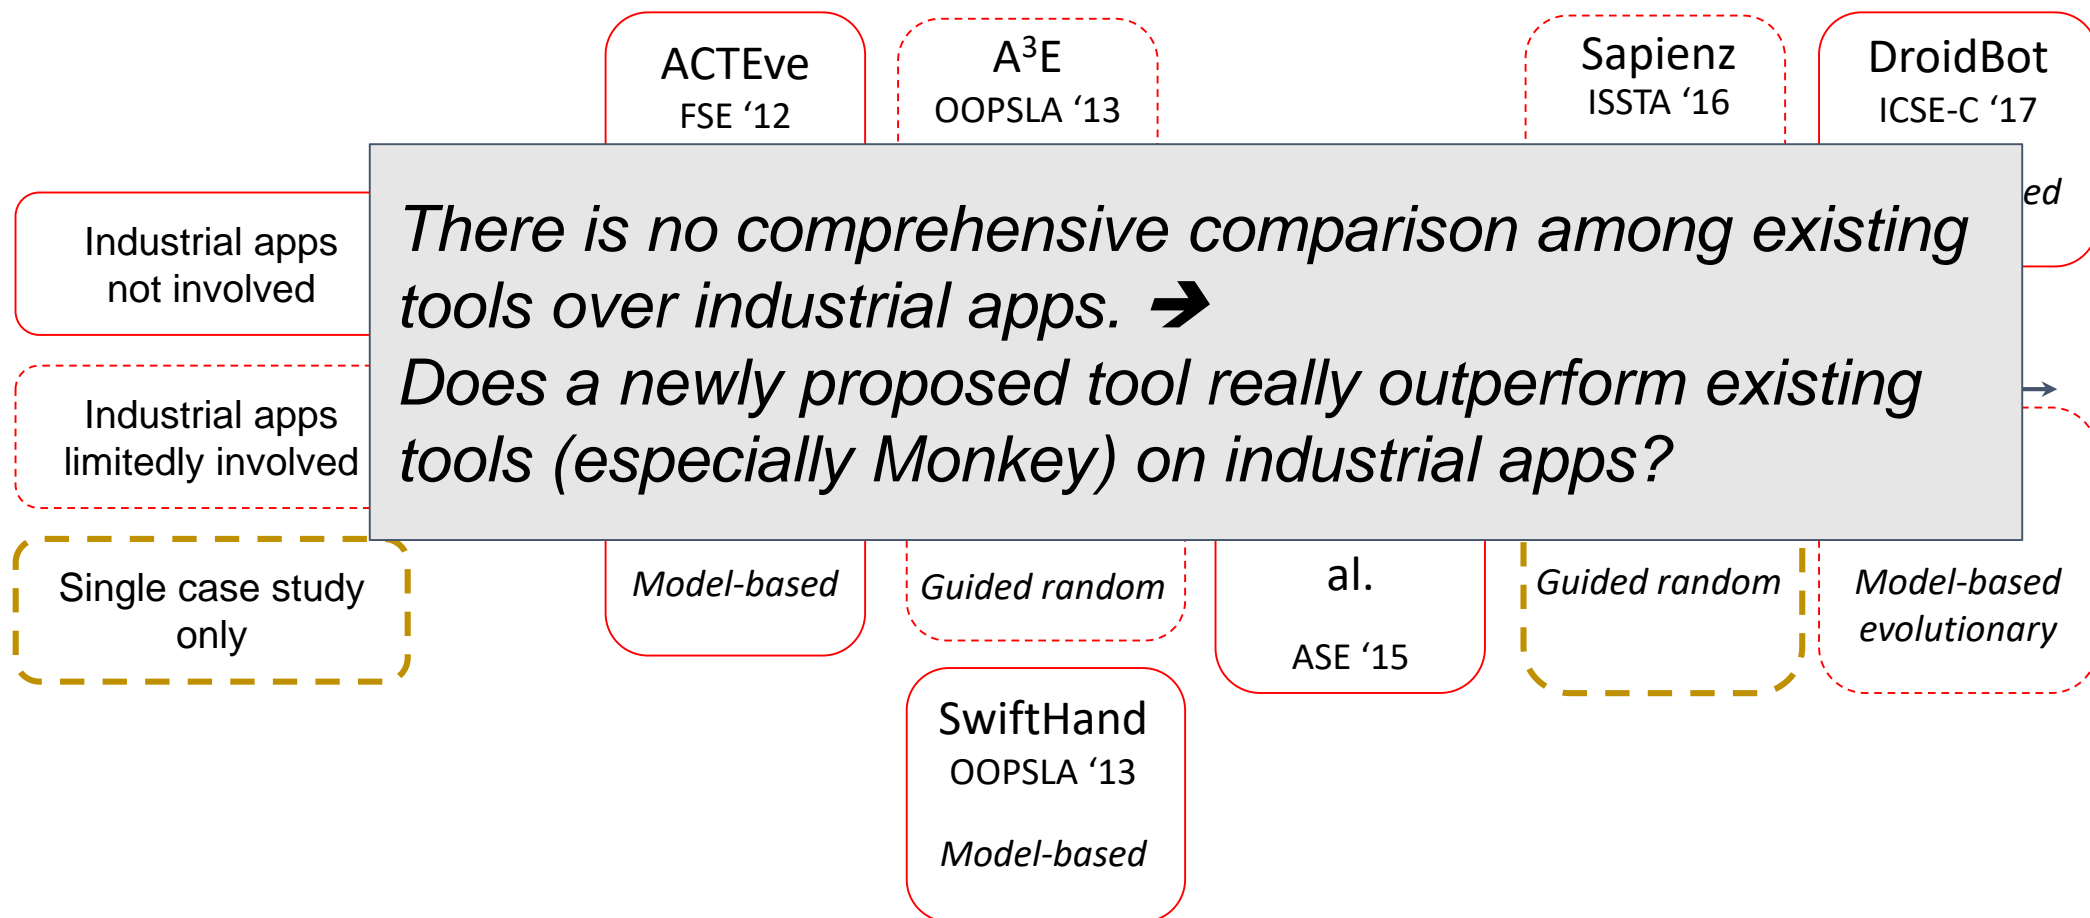 ACTEve
FSE ‘12
A³E
OOPSLA ‘13
Sapienz
ISSTA ‘16
DroidBot
ICSE-C ‘17
ed
Industrial apps
not involved
Industrial apps
limitedly involved
Single case study
only
There is no comprehensive comparison among existing
tools over industrial apps. ➔
Does a newly proposed tool really outperform existing
tools (especially Monkey) on industrial apps?
Model-based
Guided random
al.
ASE ‘15
Guided random
Model-based
evolutionary
SwiftHand
OOPSLA ‘13
Model-based